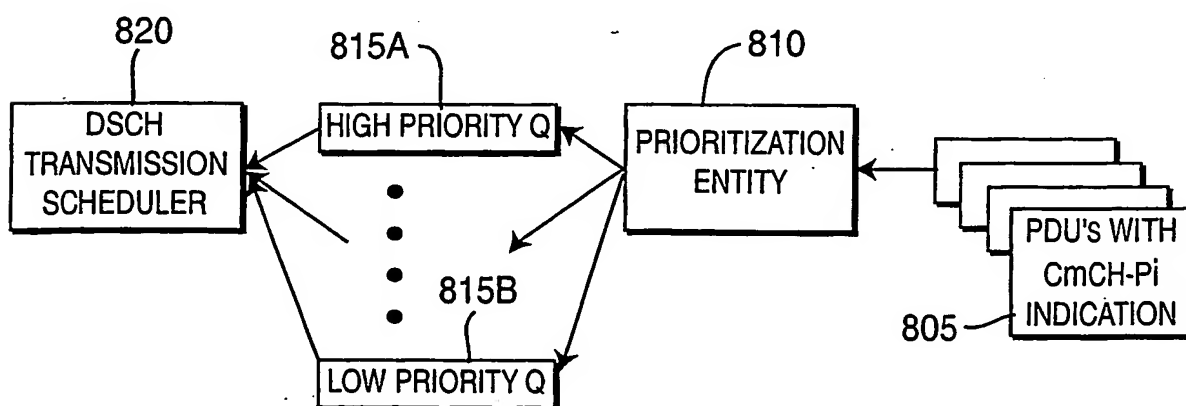 820
815A
810
DSCH
TRANSMISSION
SCHEDULER
HIGH PRIORITY Q
PRIORITIZATION
ENTITY
PDU's WITH
CmCH-Pi
INDICATION
805
815B
LOW PRIORITY Q